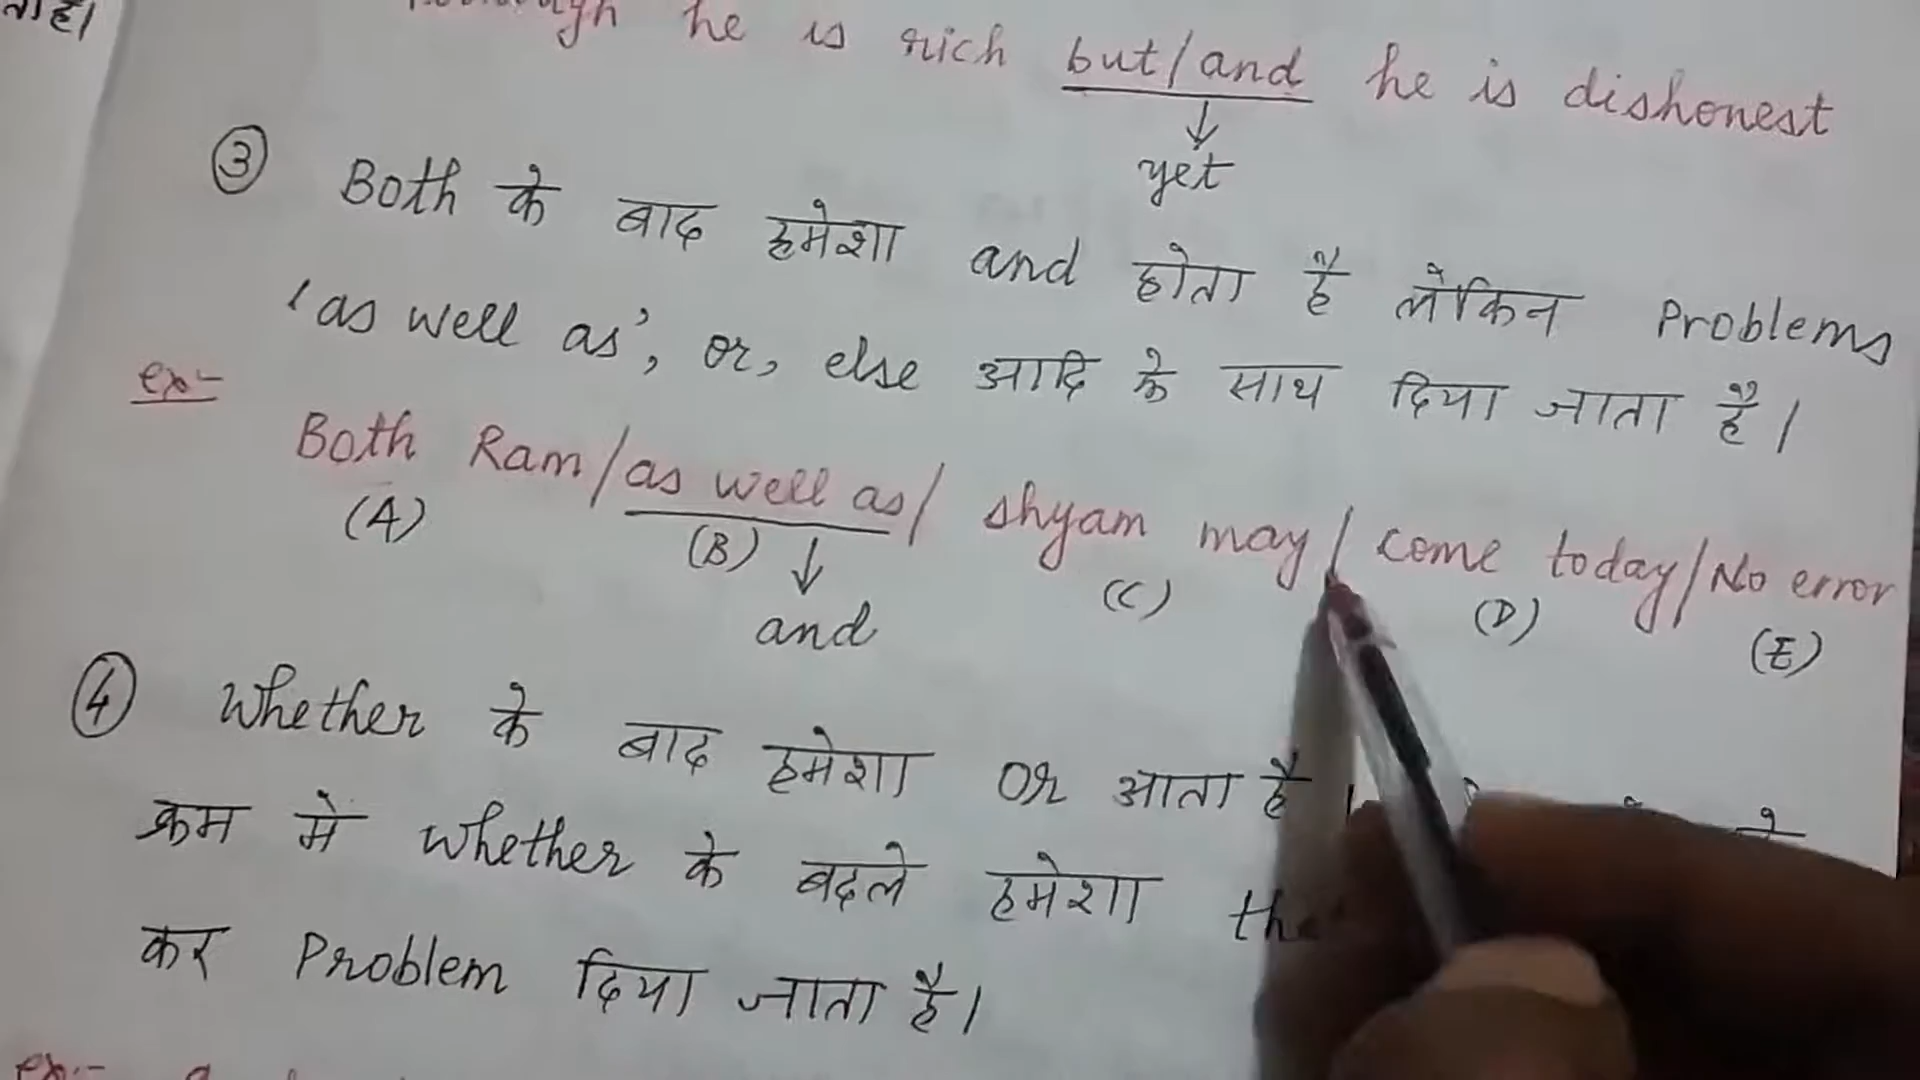 ता है।
he is rich but/and he is dishonest
yet
③ Both के बाद हमेशा and होता है लेकिन Problems
'as well as', or, else आदि के साथ दिया जाता है।
ex:-
Both Ram/as well as/ shyam may/ come today/No error
(A) (B) (C) (D) (E)
and
④ Whether के बाद हमेशा or आता है।
क्रम में whether के बदले हमेशा
कर Problem दिया जाता है।
ex:-